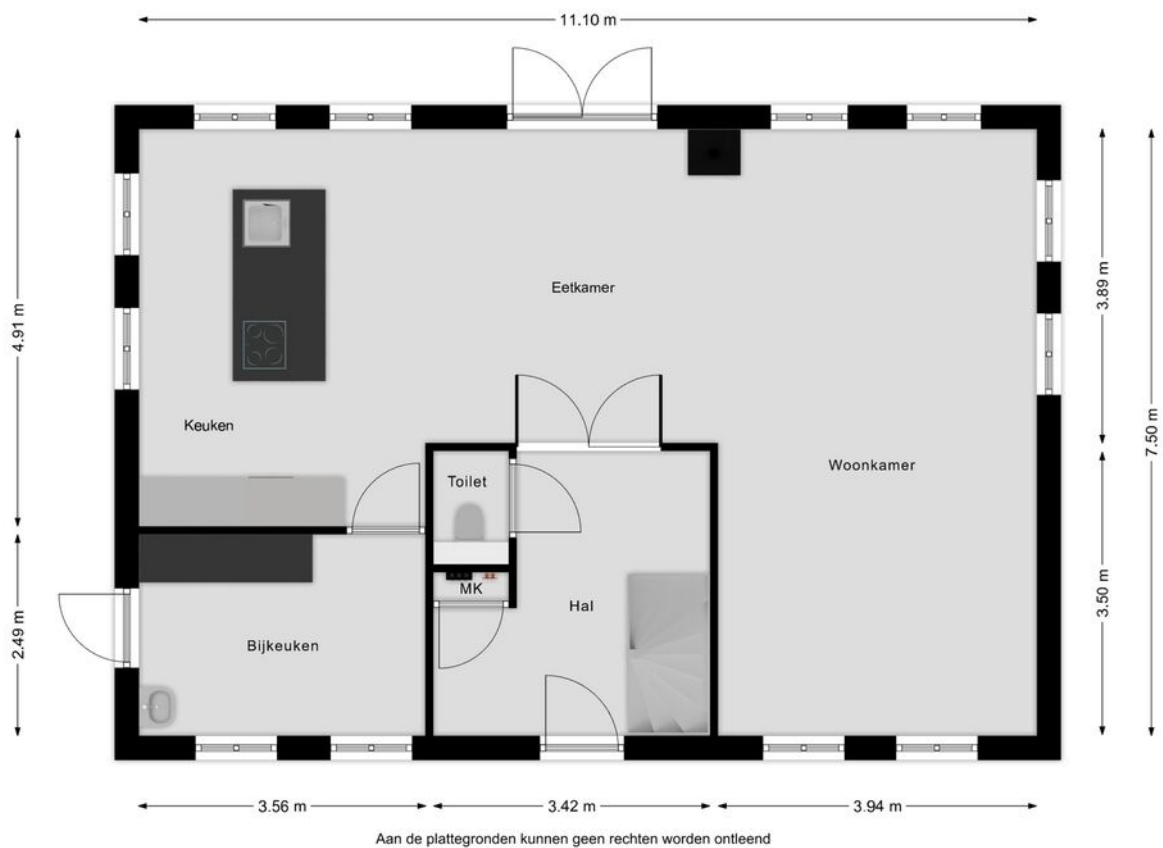 11.10 m
4.91 m
3.89 m
7.50 m
Eetkamer
Keuken
Woonkamer
Toilet
MK
Hal
Bijkeuken
2.49 m
3.50 m
3.56 m
3.42 m
3.94 m
Aan de plattegronden kunnen geen rechten worden ontleend